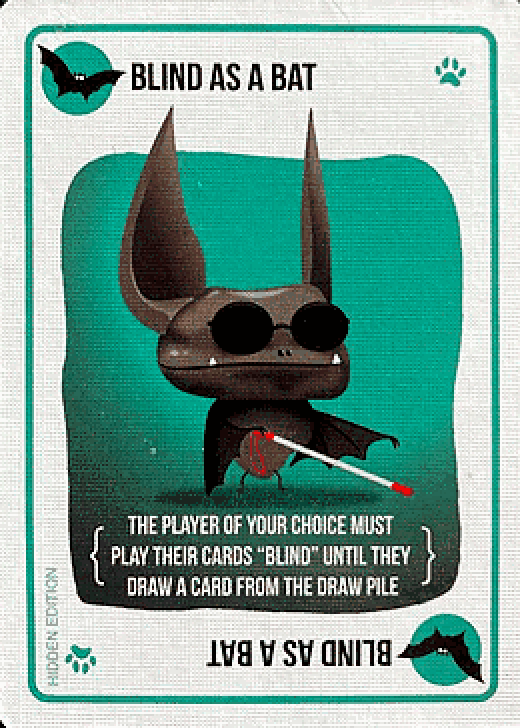 BLIND AS A BAT
THE PLAYER OF YOUR CHOICE MUST
PLAY THEIR CARDS “BLIND” UNTIL THEY
DRAW A CARD FROM THE DRAW PILE
HIDDEN EDITION
BLIND AS A BAT